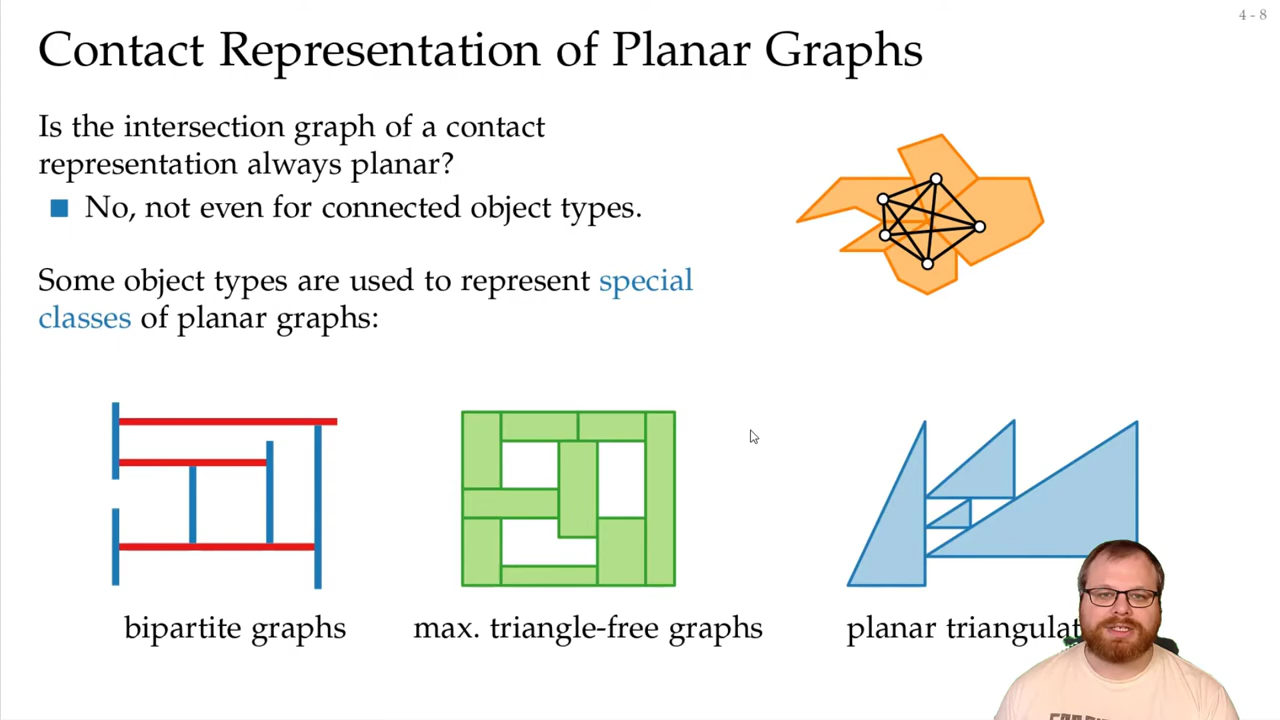 4 - 8
Contact Representation of Planar Graphs
Is the intersection graph of a contact
representation always planar?
No, not even for connected object types.
Some object types are used to represent special
classes of planar graphs:
bipartite graphs
max. triangle-free graphs
planar triangulat